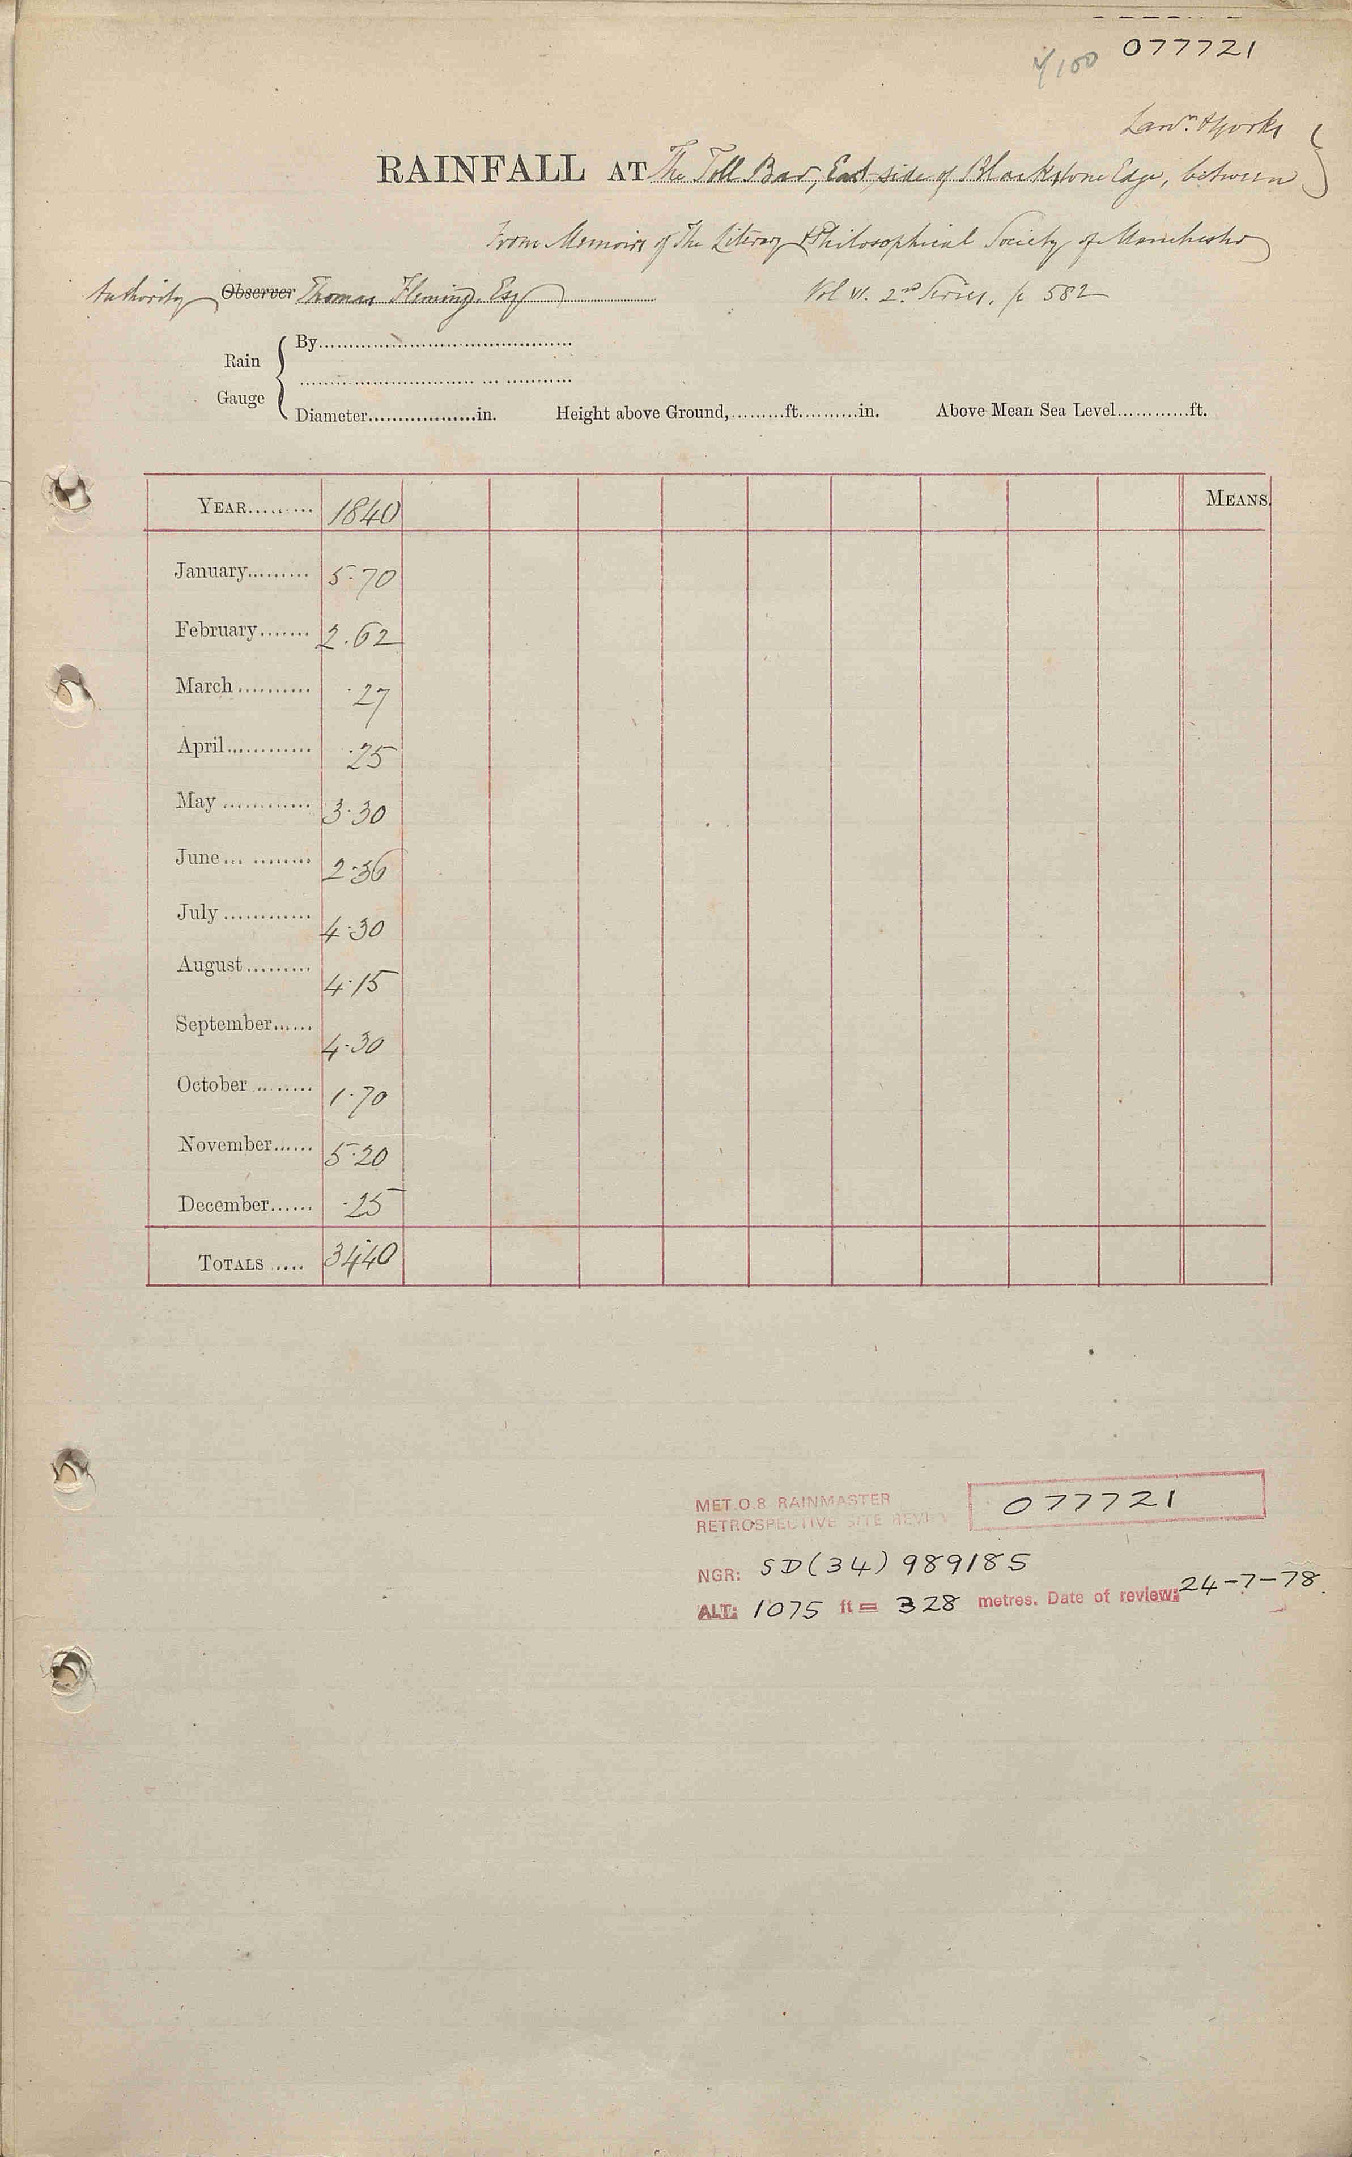 077721
4/100
Lanc. & Yorks
RAINFALL AT The Toll Bar, East side of Blackstone Edge, between
From Memoirs of The Literary & Philosophical Society of Manchester
Authority Observer Thomas Fleming, Esq Vol VI. 2nd Series. p 582
Rain Gauge
By
Diameter..................in. Height above Ground,.........ft..........in. Above Mean Sea Level............ft.
YEAR......... 1840 MEANS.
January......... 5.70
February....... 2.62
March.......... .27
April............ .25
May ............ 3.30
June... ........ 2.36
July ............ 4.30
August......... 4.15
September...... 4.30
October ......... 1.70
November...... 5.20
December...... .25
TOTALS .... 34.40
MET.O.8. RAINMASTER
RETROSPECTIVE SITE REVIEW 077721
NGR: SD(34) 989185
ALT: 1075 ft = 328 metres. Date of review: 24-7-78.